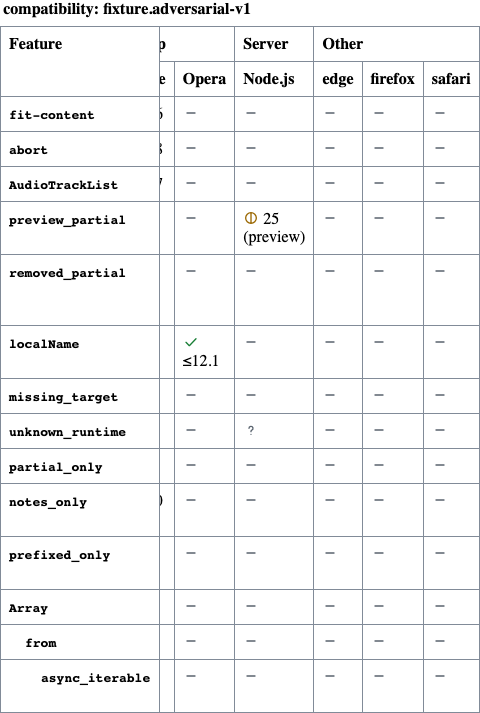 compatibility: fixture.adversarial-v1
Feature Server Other
Opera Node.js edge firefox safari
fit-content — — — — —
abort — — — — —
AudioTrackList — — — — —
preview_partial — 25 — — —
(preview)
removed_partial — — — — —
localName ✓ — — — —
≤12.1
missing_target — — — — —
unknown_runtime — ? — — —
partial_only — — — — —
notes_only — — — — —
prefixed_only — — — — —
Array — — — — —
from — — — — —
async_iterable — — — — —